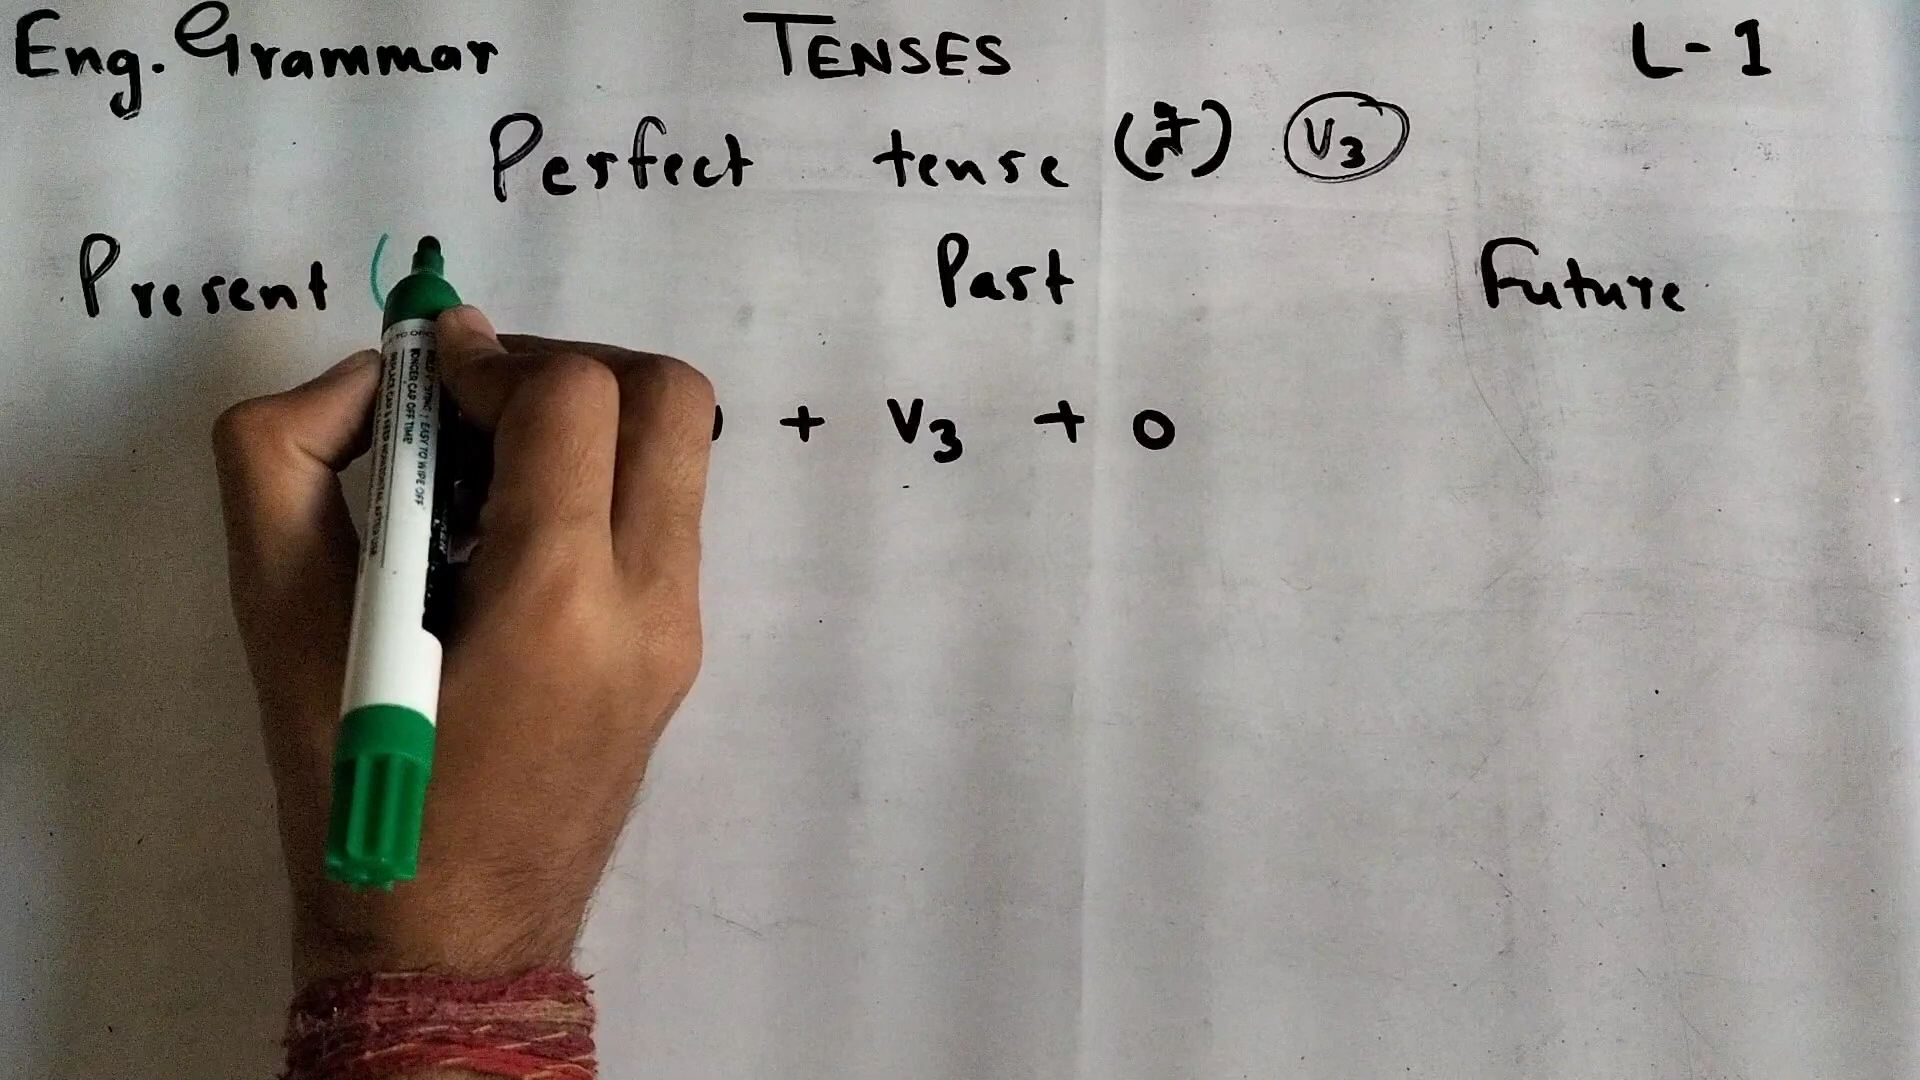 Eng. Grammar TENSES L-1
Perfect tense () V3
Present ( Past Future
+ V3 + O